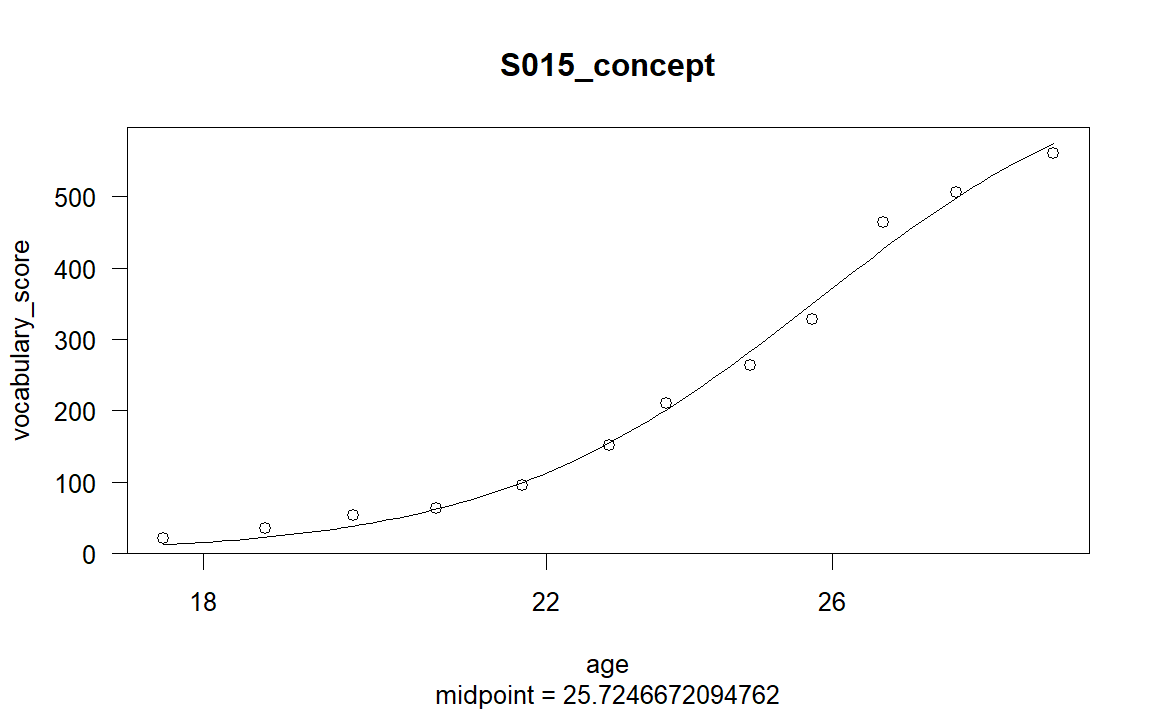 S015_concept
vocabulary_score
500
400
300
200
100
0
18 22 26
age
midpoint = 25.7246672094762